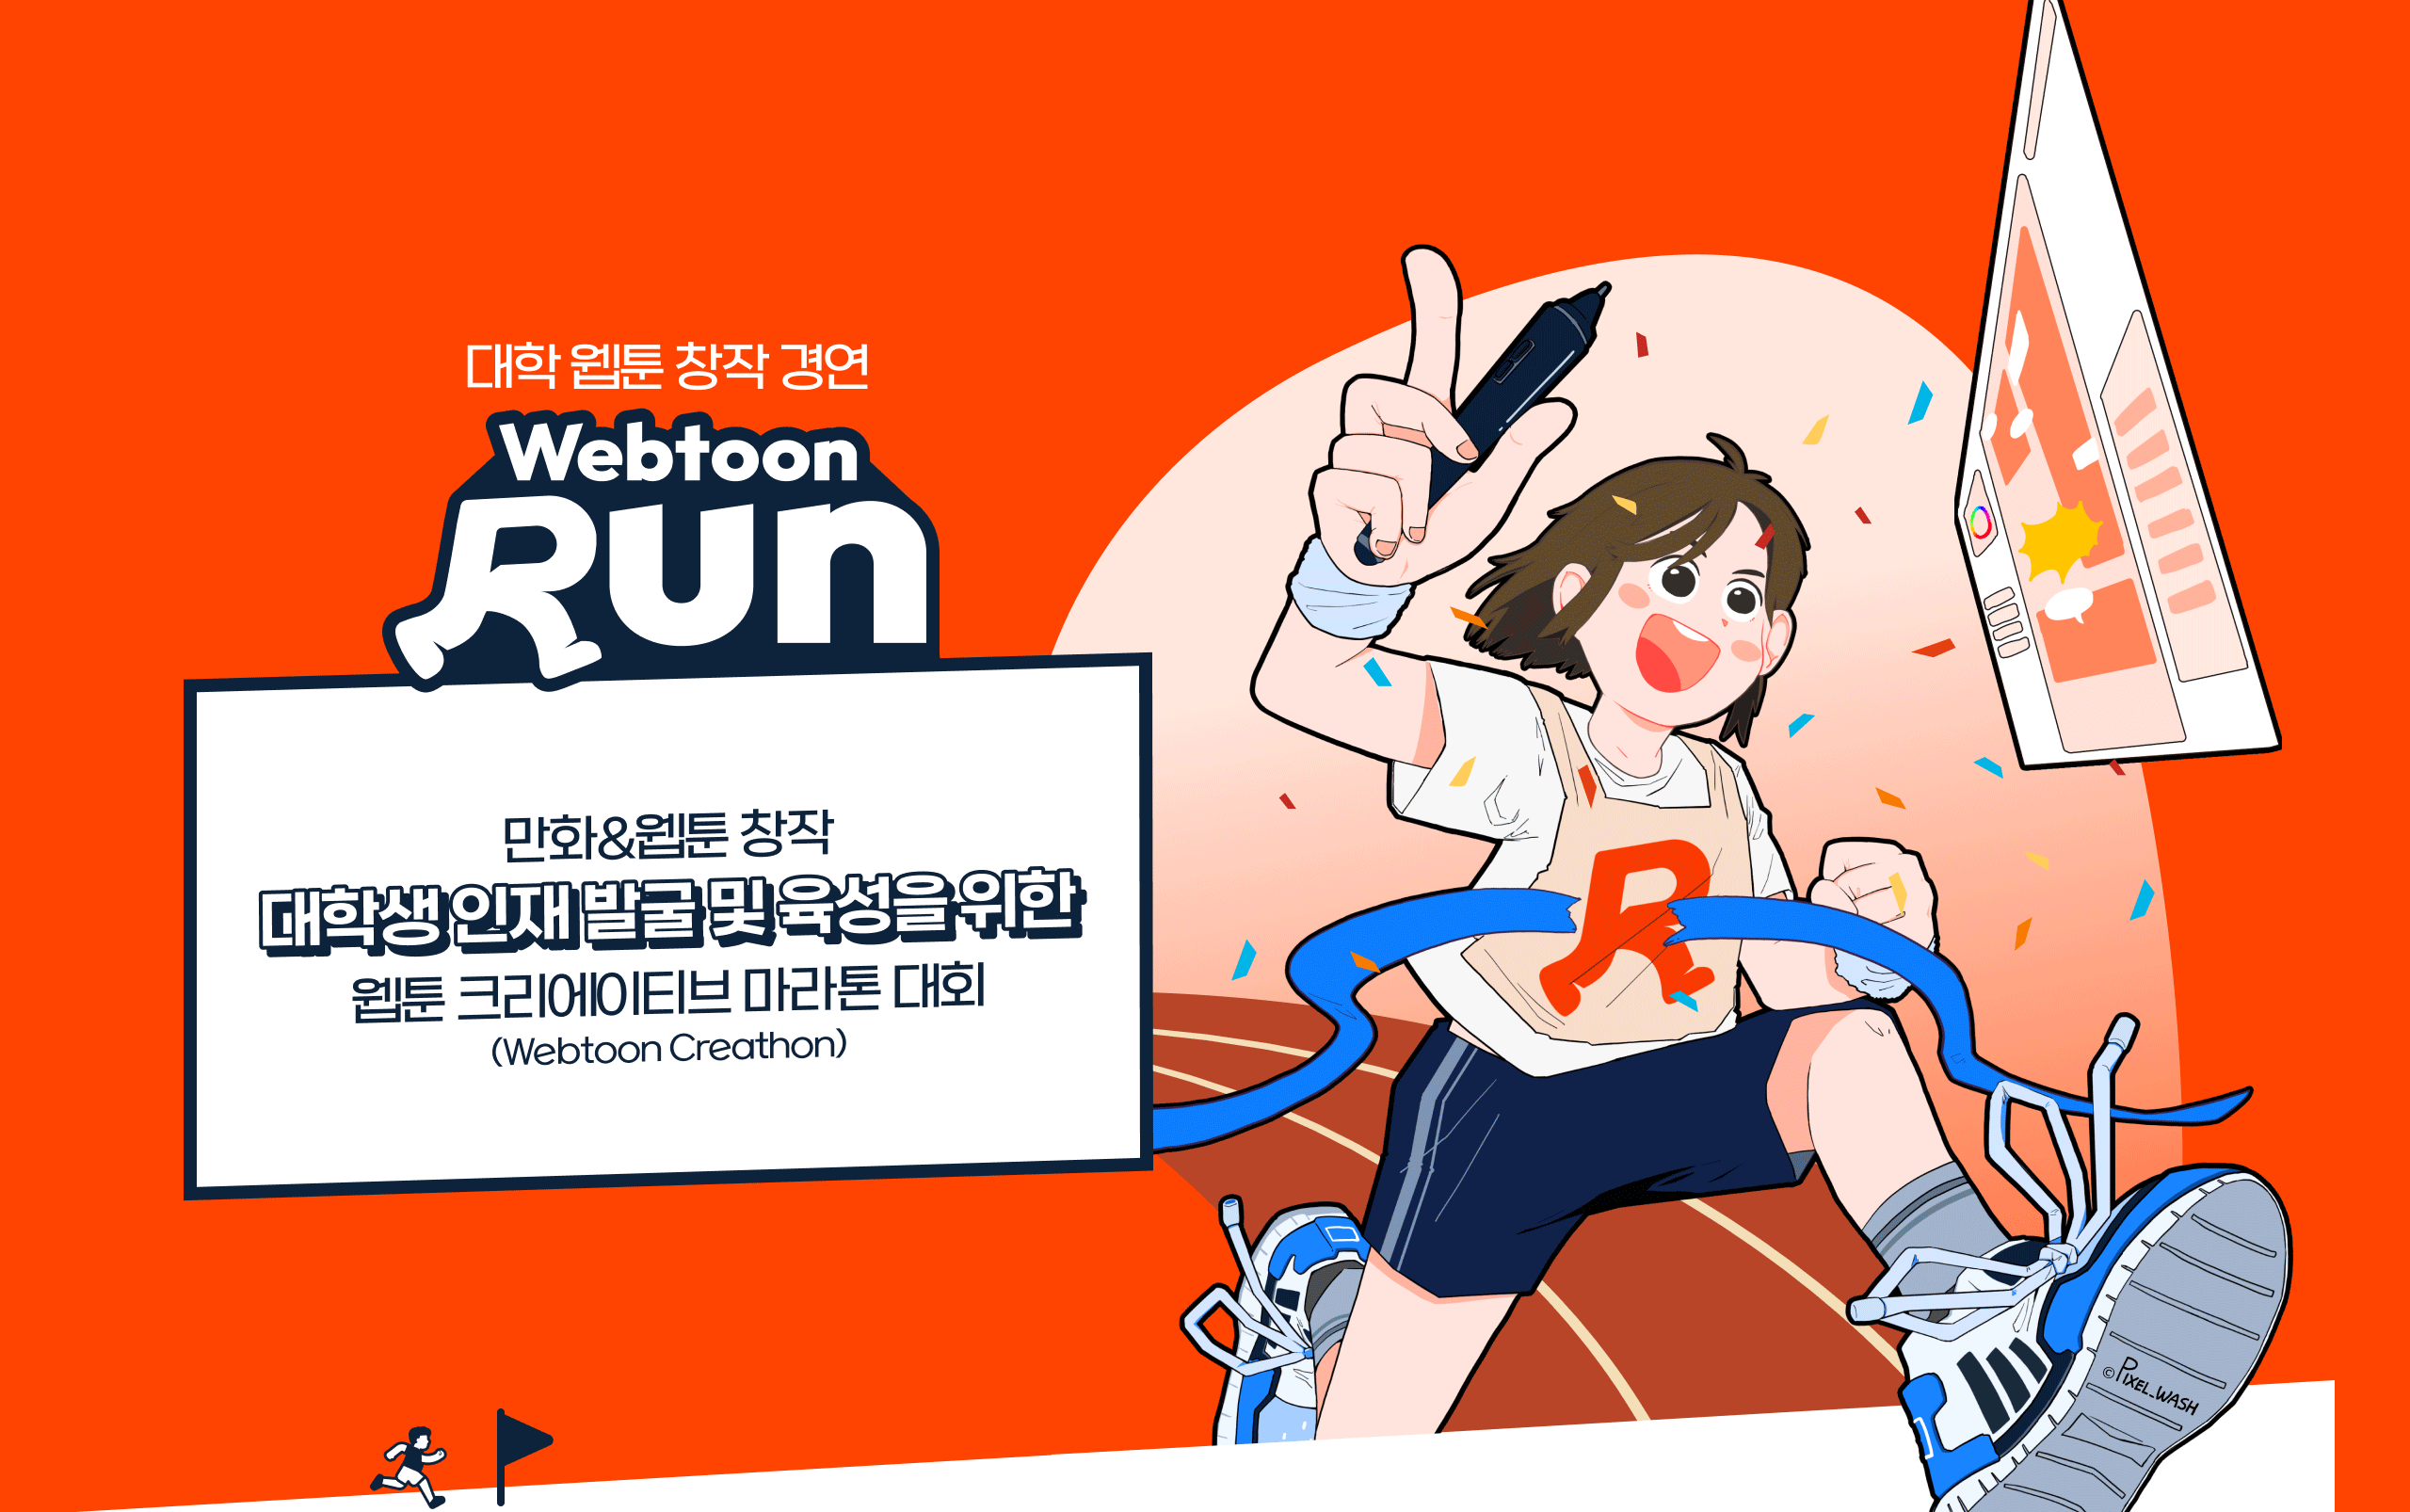 대학 웹툰 창작 경연
Webtoon
Run
만화&웹툰 창작
대학생 인재 발굴 및 육성을 위한
웹툰 크리에이티브 마라톤 대회
(Webtoon Creathon)
R
©PIXEL_WASH